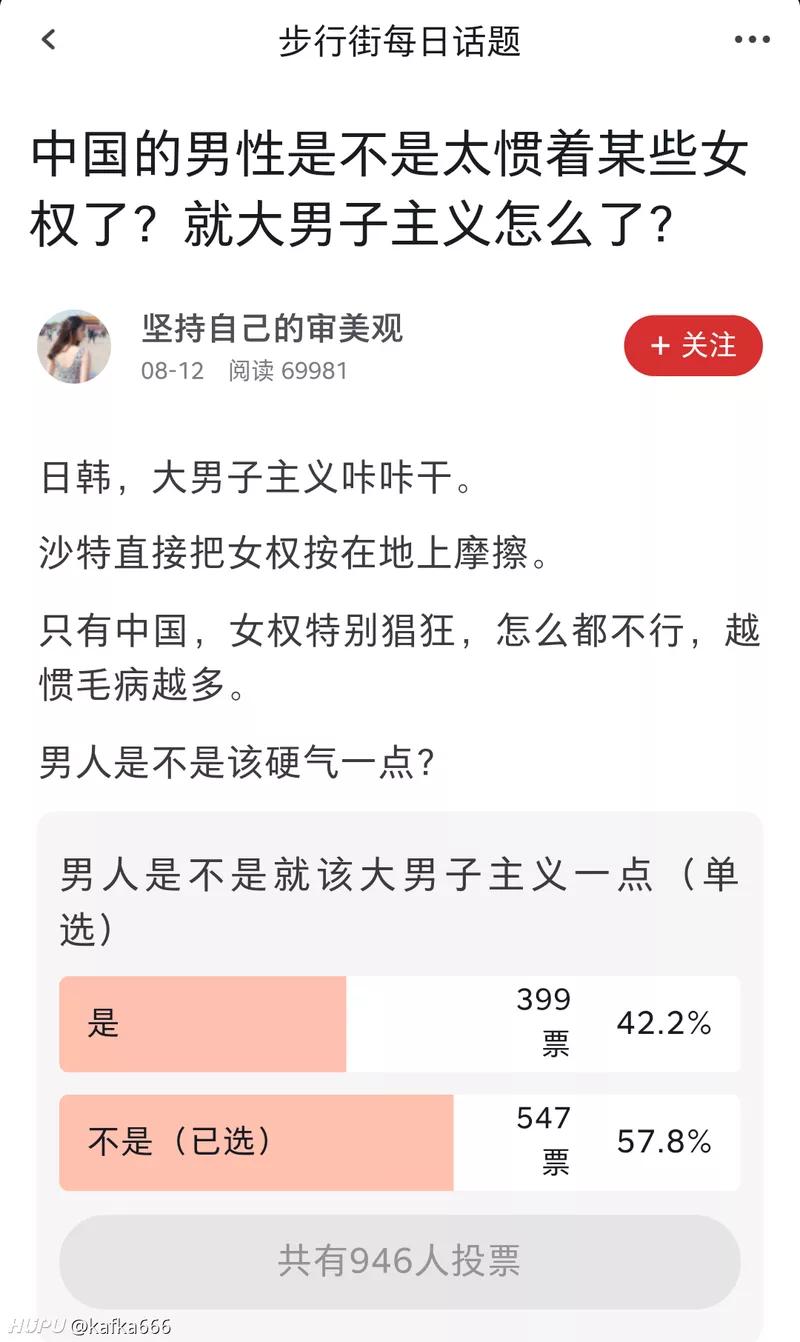 步行街每日话题
中国的男性是不是太惯着某些女
权了？就大男子主义怎么了？
坚持自己的审美观
08-12 阅读 69981
+ 关注
日韩，大男子主义咔咔干。
沙特直接把女权按在地上摩擦。
只有中国，女权特别猖狂，怎么都不行，越
惯毛病越多。
男人是不是该硬气一点？
男人是不是就该大男子主义一点（单
选）
是
399
票
42.2%
不是（已选）
547
票
57.8%
共有946人投票
HUPU @kafka666